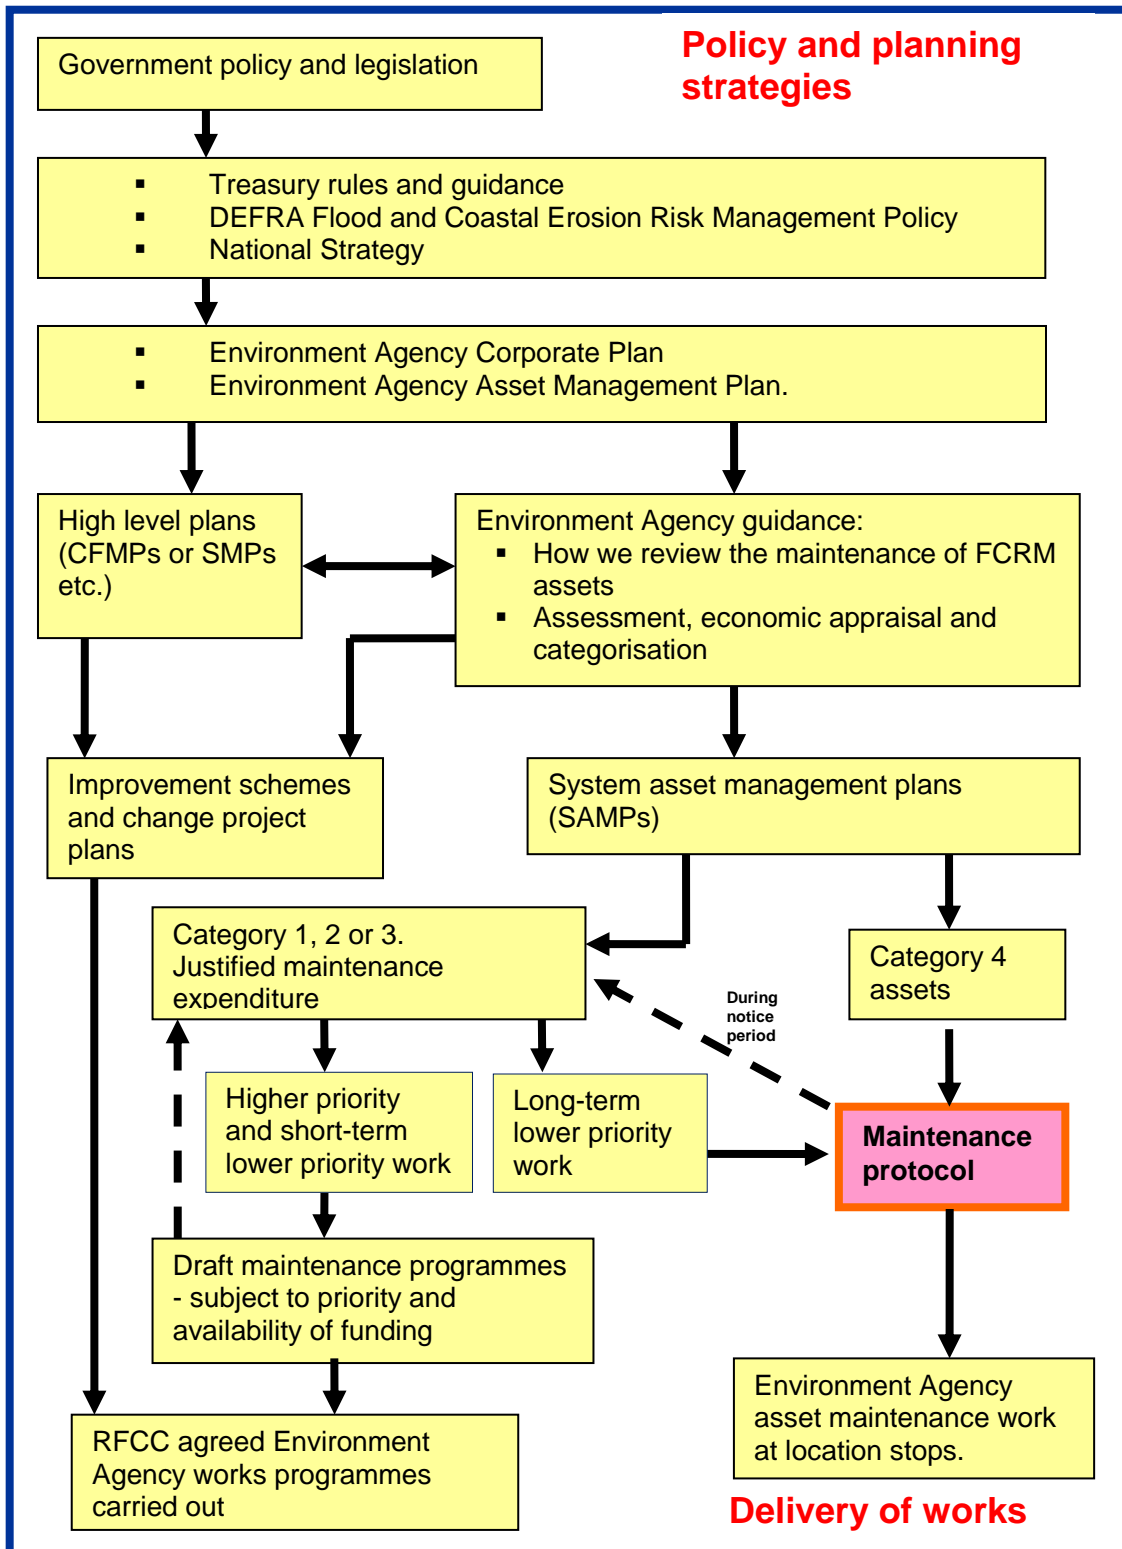 Policy and planning
strategies
Government policy and legislation
▪ Treasury rules and guidance
▪ DEFRA Flood and Coastal Erosion Risk Management Policy
▪ National Strategy
▪ Environment Agency Corporate Plan
▪ Environment Agency Asset Management Plan.
High level plans
(CFMPs or SMPs
etc.)
Environment Agency guidance:
▪ How we review the maintenance of FCRM
assets
▪ Assessment, economic appraisal and
categorisation
Improvement schemes
and change project
plans
System asset management plans
(SAMPs)
Category 1, 2 or 3.
Justified maintenance
expenditure
Category 4
assets
During
notice
period
Higher priority
and short-term
lower priority work
Long-term
lower priority
work
Maintenance
protocol
Draft maintenance programmes
- subject to priority and
availability of funding
Environment Agency
asset maintenance work
at location stops.
RFCC agreed Environment
Agency works programmes
carried out
Delivery of works